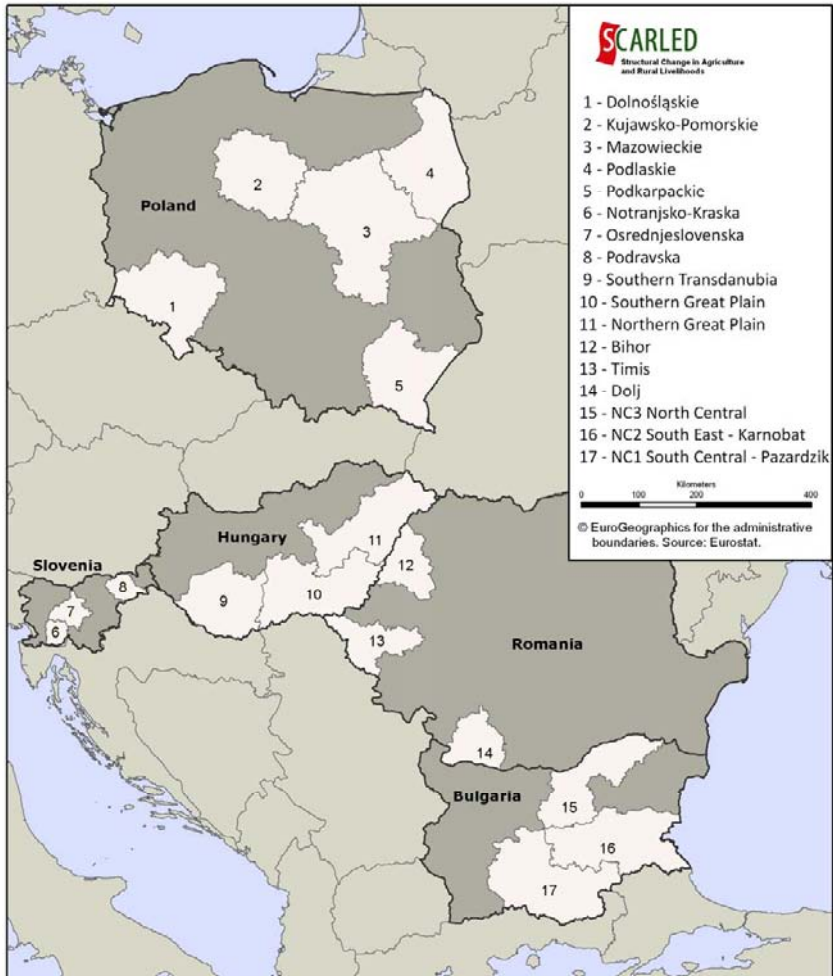 SCARLED
Structural Change in Agriculture
and Rural Livelihoods
1 - Dolnośląskie
2 - Kujawsko-Pomorskie
3 - Mazowieckie
4 - Podlaskie
5 - Podkarpackie
6 - Notranjsko-Kraska
7 - Osrednjeslovenska
8 - Podravska
9 - Southern Transdanubia
10 - Southern Great Plain
11 - Northern Great Plain
12 - Bihor
13 - Timis
14 - Dolj
15 - NC3 North Central
16 - NC2 South East - Karnobat
17 - NC1 South Central - Pazardzik
Kilometers
0 100 200 400
© EuroGeographics for the administrative
boundaries. Source: Eurostat.
2
4
Poland
3
1
5
Hungary
11
Slovenia
12
8
9
10
7
6
13
Romania
14
Bulgaria
15
16
17